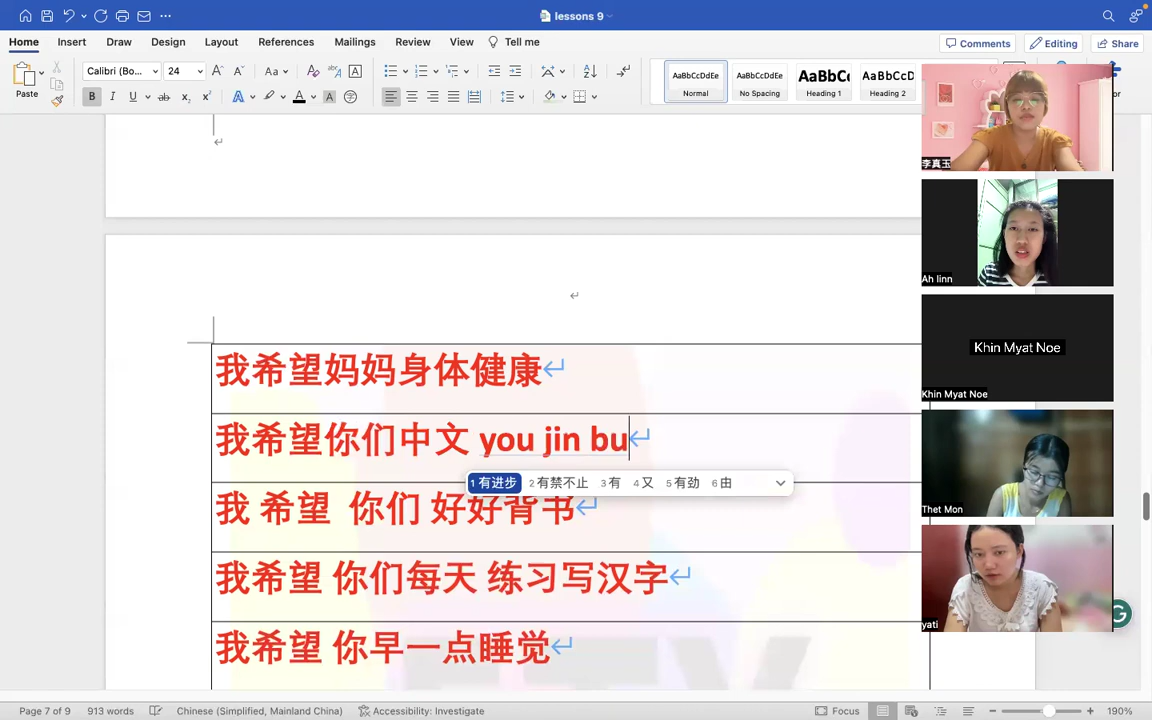 lessons 9
Home Insert Draw Design Layout References Mailings Review View Tell me
Comments Editing Share
Paste
Calibri (Bo... 24
AaBbCcDdEe Normal
AaBbCcDdEe No Spacing
AaBbCc Heading 1
AaBbCcD Heading 2
李真玉
Ah linn
Khin Myat Noe
Khin Myat Noe
Thet Mon
yati
我希望妈妈身体健康
我希望你们中文 you jin bu
1 有进步 2 有禁不止 3 有 4 又 5 有劲 6 由
我 希望 你们 好好背书
我希望 你们每天 练习写汉字
我希望 你早一点睡觉
Page 7 of 9 913 words Chinese (Simplified, Mainland China) Accessibility: Investigate Focus 190%